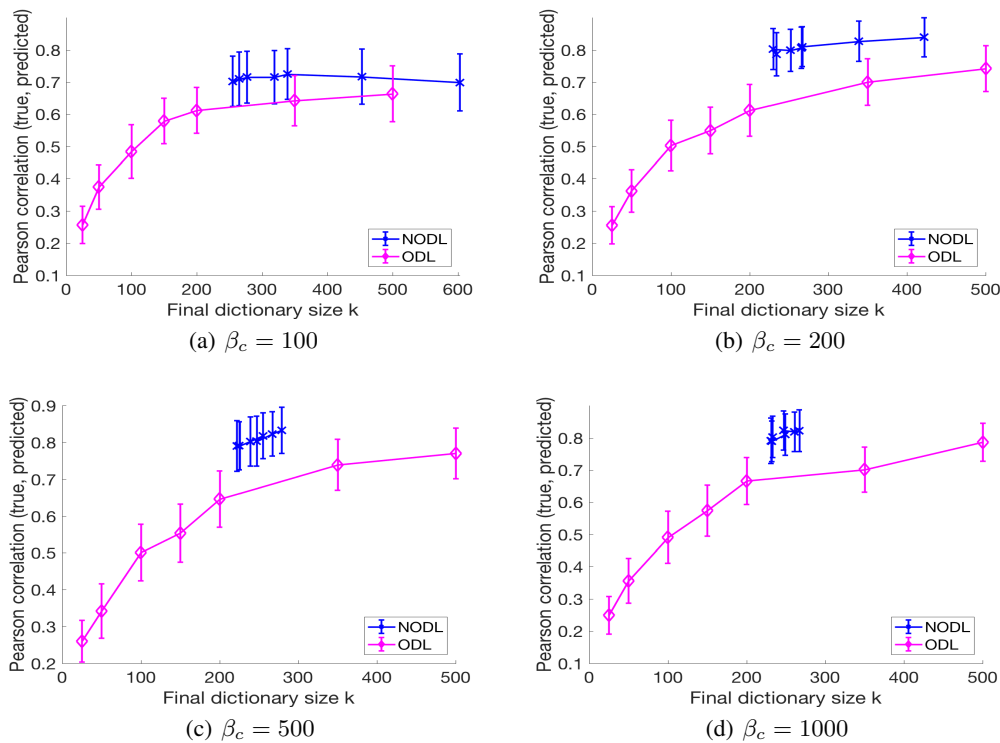 Pearson correlation (true, predicted)
0.8
0.7
0.6
0.5
0.4
0.3
0.2
0.1
0 100 200 300 400 500 600
NODL
ODL
Final dictionary size k
(a) βc = 100
Pearson correlation (true, predicted)
0.8
0.7
0.6
0.5
0.4
0.3
0.2
0.1
0 100 200 300 400 500
NODL
ODL
Final dictionary size k
(b) βc = 200
Pearson correlation (true, predicted)
0.9
0.8
0.7
0.6
0.5
0.4
0.3
0.2
0 100 200 300 400 500
NODL
ODL
Final dictionary size k
(c) βc = 500
Pearson correlation (true, predicted)
0.8
0.7
0.6
0.5
0.4
0.3
0.2
0.1
0 100 200 300 400 500
NODL
ODL
Final dictionary size k
(d) βc = 1000